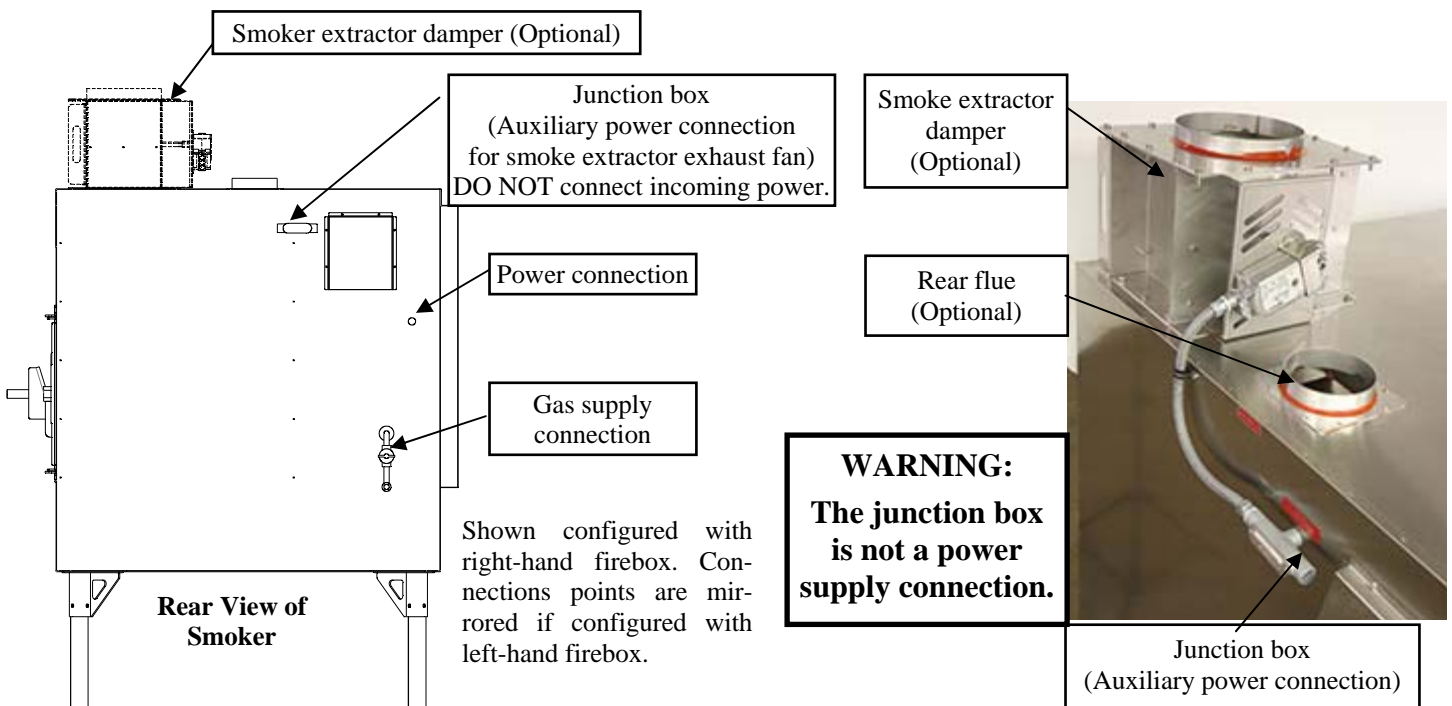 Smoker extractor damper (Optional)
Junction box
(Auxiliary power connection
for smoke extractor exhaust fan)
DO NOT connect incoming power.
Power connection
Gas supply
connection
Shown configured with
right-hand firebox. Con-
nections points are mir-
rored if configured with
left-hand firebox.
Rear View of
Smoker
Smoke extractor
damper
(Optional)
Rear flue
(Optional)
WARNING:
The junction box
is not a power
supply connection.
Junction box
(Auxiliary power connection)